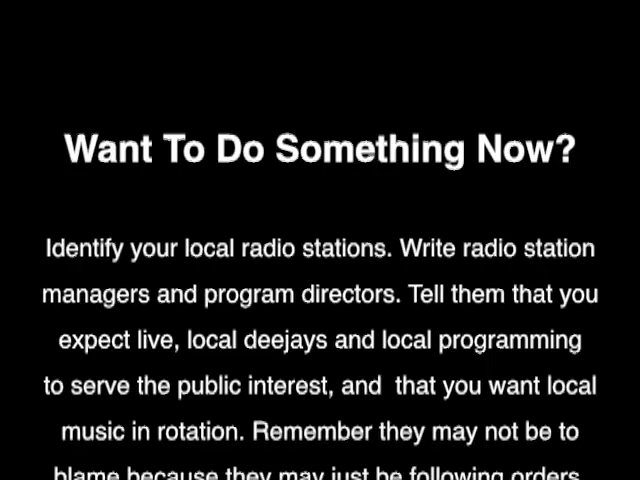 Want To Do Something Now?
Identify your local radio stations. Write radio station
managers and program directors. Tell them that you
expect live, local deejays and local programming
to serve the public interest, and  that you want local
music in rotation. Remember they may not be to
blame because they may just be following orders